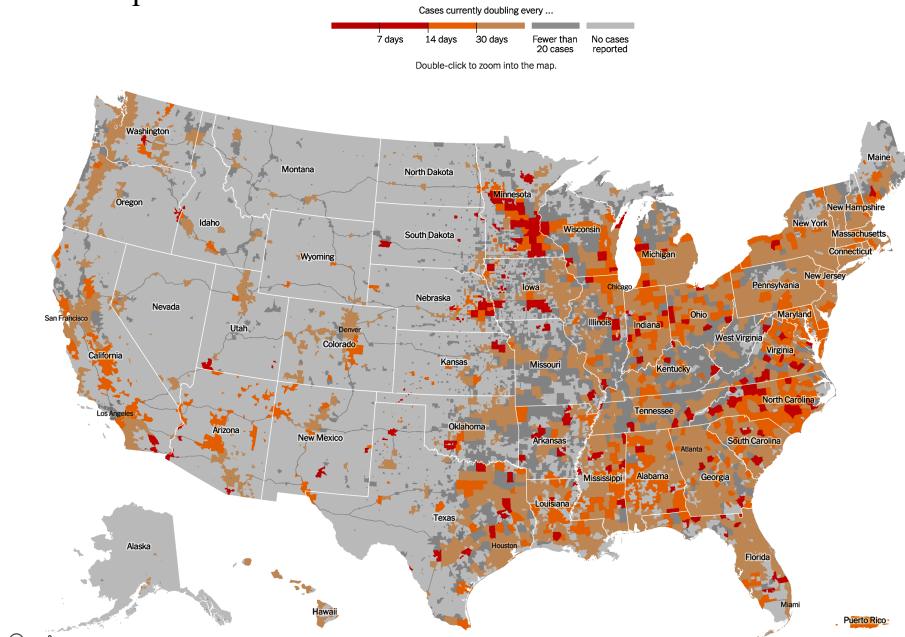 Cases currently doubling every ...
7 days
14 days
30 days
Fewer than
20 cases
No cases
reported
Double-click to zoom into the map.
Washington
Montana
North Dakota
Minnesota
Maine
Oregon
Idaho
South Dakota
Wisconsin
New York
New Hampshire
Massachusetts
Wyoming
Michigan
Connecticut
Nebraska
Iowa
Chicago
New Jersey
Pennsylvania
Nevada
San Francisco
Utah
Denver
Colorado
Illinois
Indiana
Ohio
Maryland
West Virginia
Virginia
California
Kansas
Missouri
Kentucky
Los Angeles
Arizona
New Mexico
Oklahoma
Arkansas
Tennessee
North Carolina
South Carolina
Atlanta
Mississippi
Alabama
Georgia
Texas
Louisiana
Alaska
Houston
Florida
Hawaii
Miami
Puerto Rico